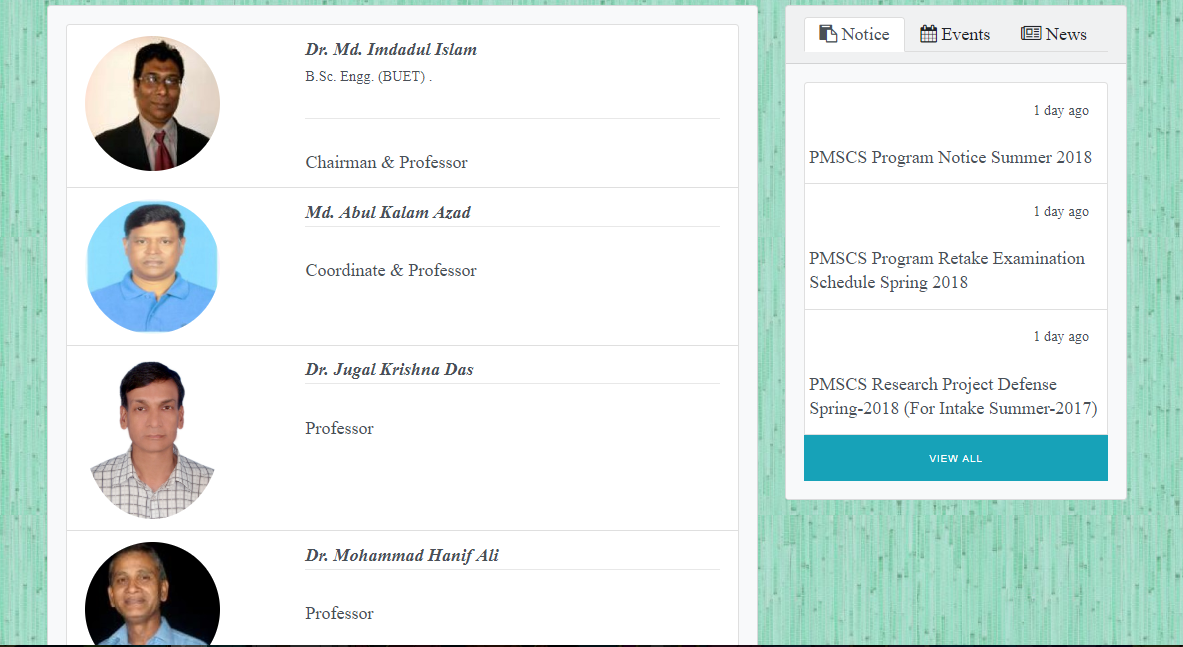 Dr. Md. Imdadul Islam
B.Sc. Engg. (BUET) .
Chairman & Professor
Md. Abul Kalam Azad
Coordinate & Professor
Dr. Jugal Krishna Das
Professor
Dr. Mohammad Hanif Ali
Professor
Notice Events News
1 day ago
PMSCS Program Notice Summer 2018
1 day ago
PMSCS Program Retake Examination
Schedule Spring 2018
1 day ago
PMSCS Research Project Defense
Spring-2018 (For Intake Summer-2017)
VIEW ALL